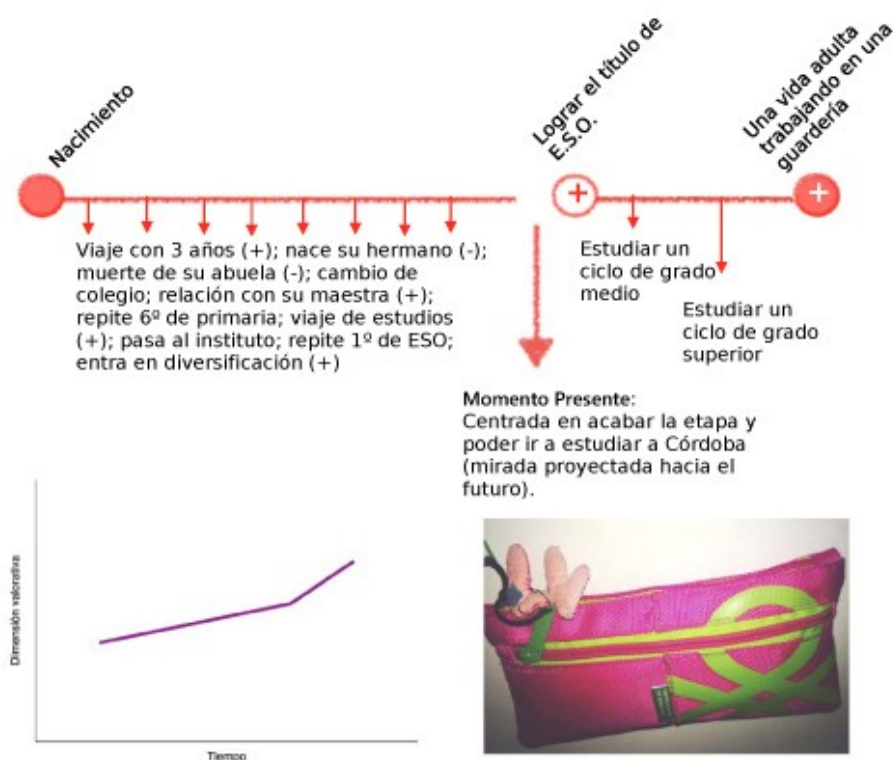 Nacimiento
Lograr el título de
E.S.O.
Una vida adulta
trabajando en una
guardería
+
+
Viaje con 3 años (+); nace su hermano (-);
muerte de su abuela (-); cambio de
colegio; relación con su maestra (+);
repite 6º de primaria; viaje de estudios
(+); pasa al instituto; repite 1º de ESO;
entra en diversificación (+)
Estudiar un
ciclo de grado
medio
Estudiar un
ciclo de grado
superior
Momento Presente:
Centrada en acabar la etapa y
poder ir a estudiar a Córdoba
(mirada proyectada hacia el
futuro).
Dimensión valorativa
Tiempo